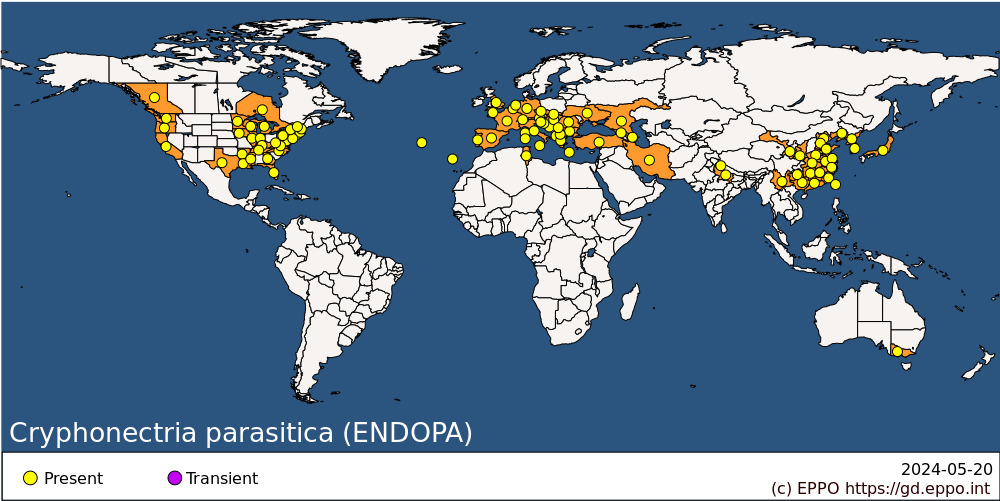 Cryphonectria parasitica (ENDOPA)
Present
Transient
2024-05-20
(c) EPPO https://gd.eppo.int